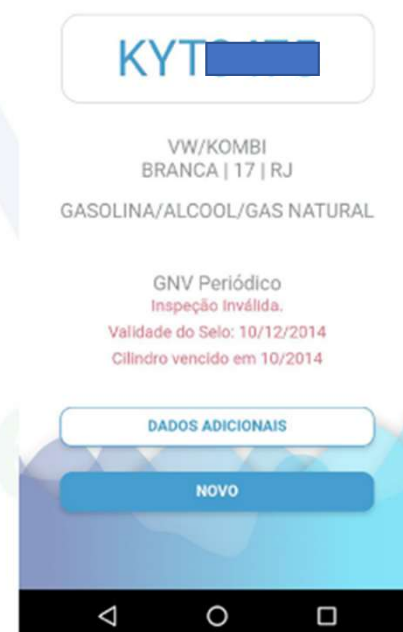 KYT
VW/KOMBI
BRANCA | 17 | RJ
GASOLINA/ALCOOL/GAS NATURAL
GNV Periódico
Inspeção Inválida.
Validade do Selo: 10/12/2014
Cilindro vencido em 10/2014
DADOS ADICIONAIS
NOVO